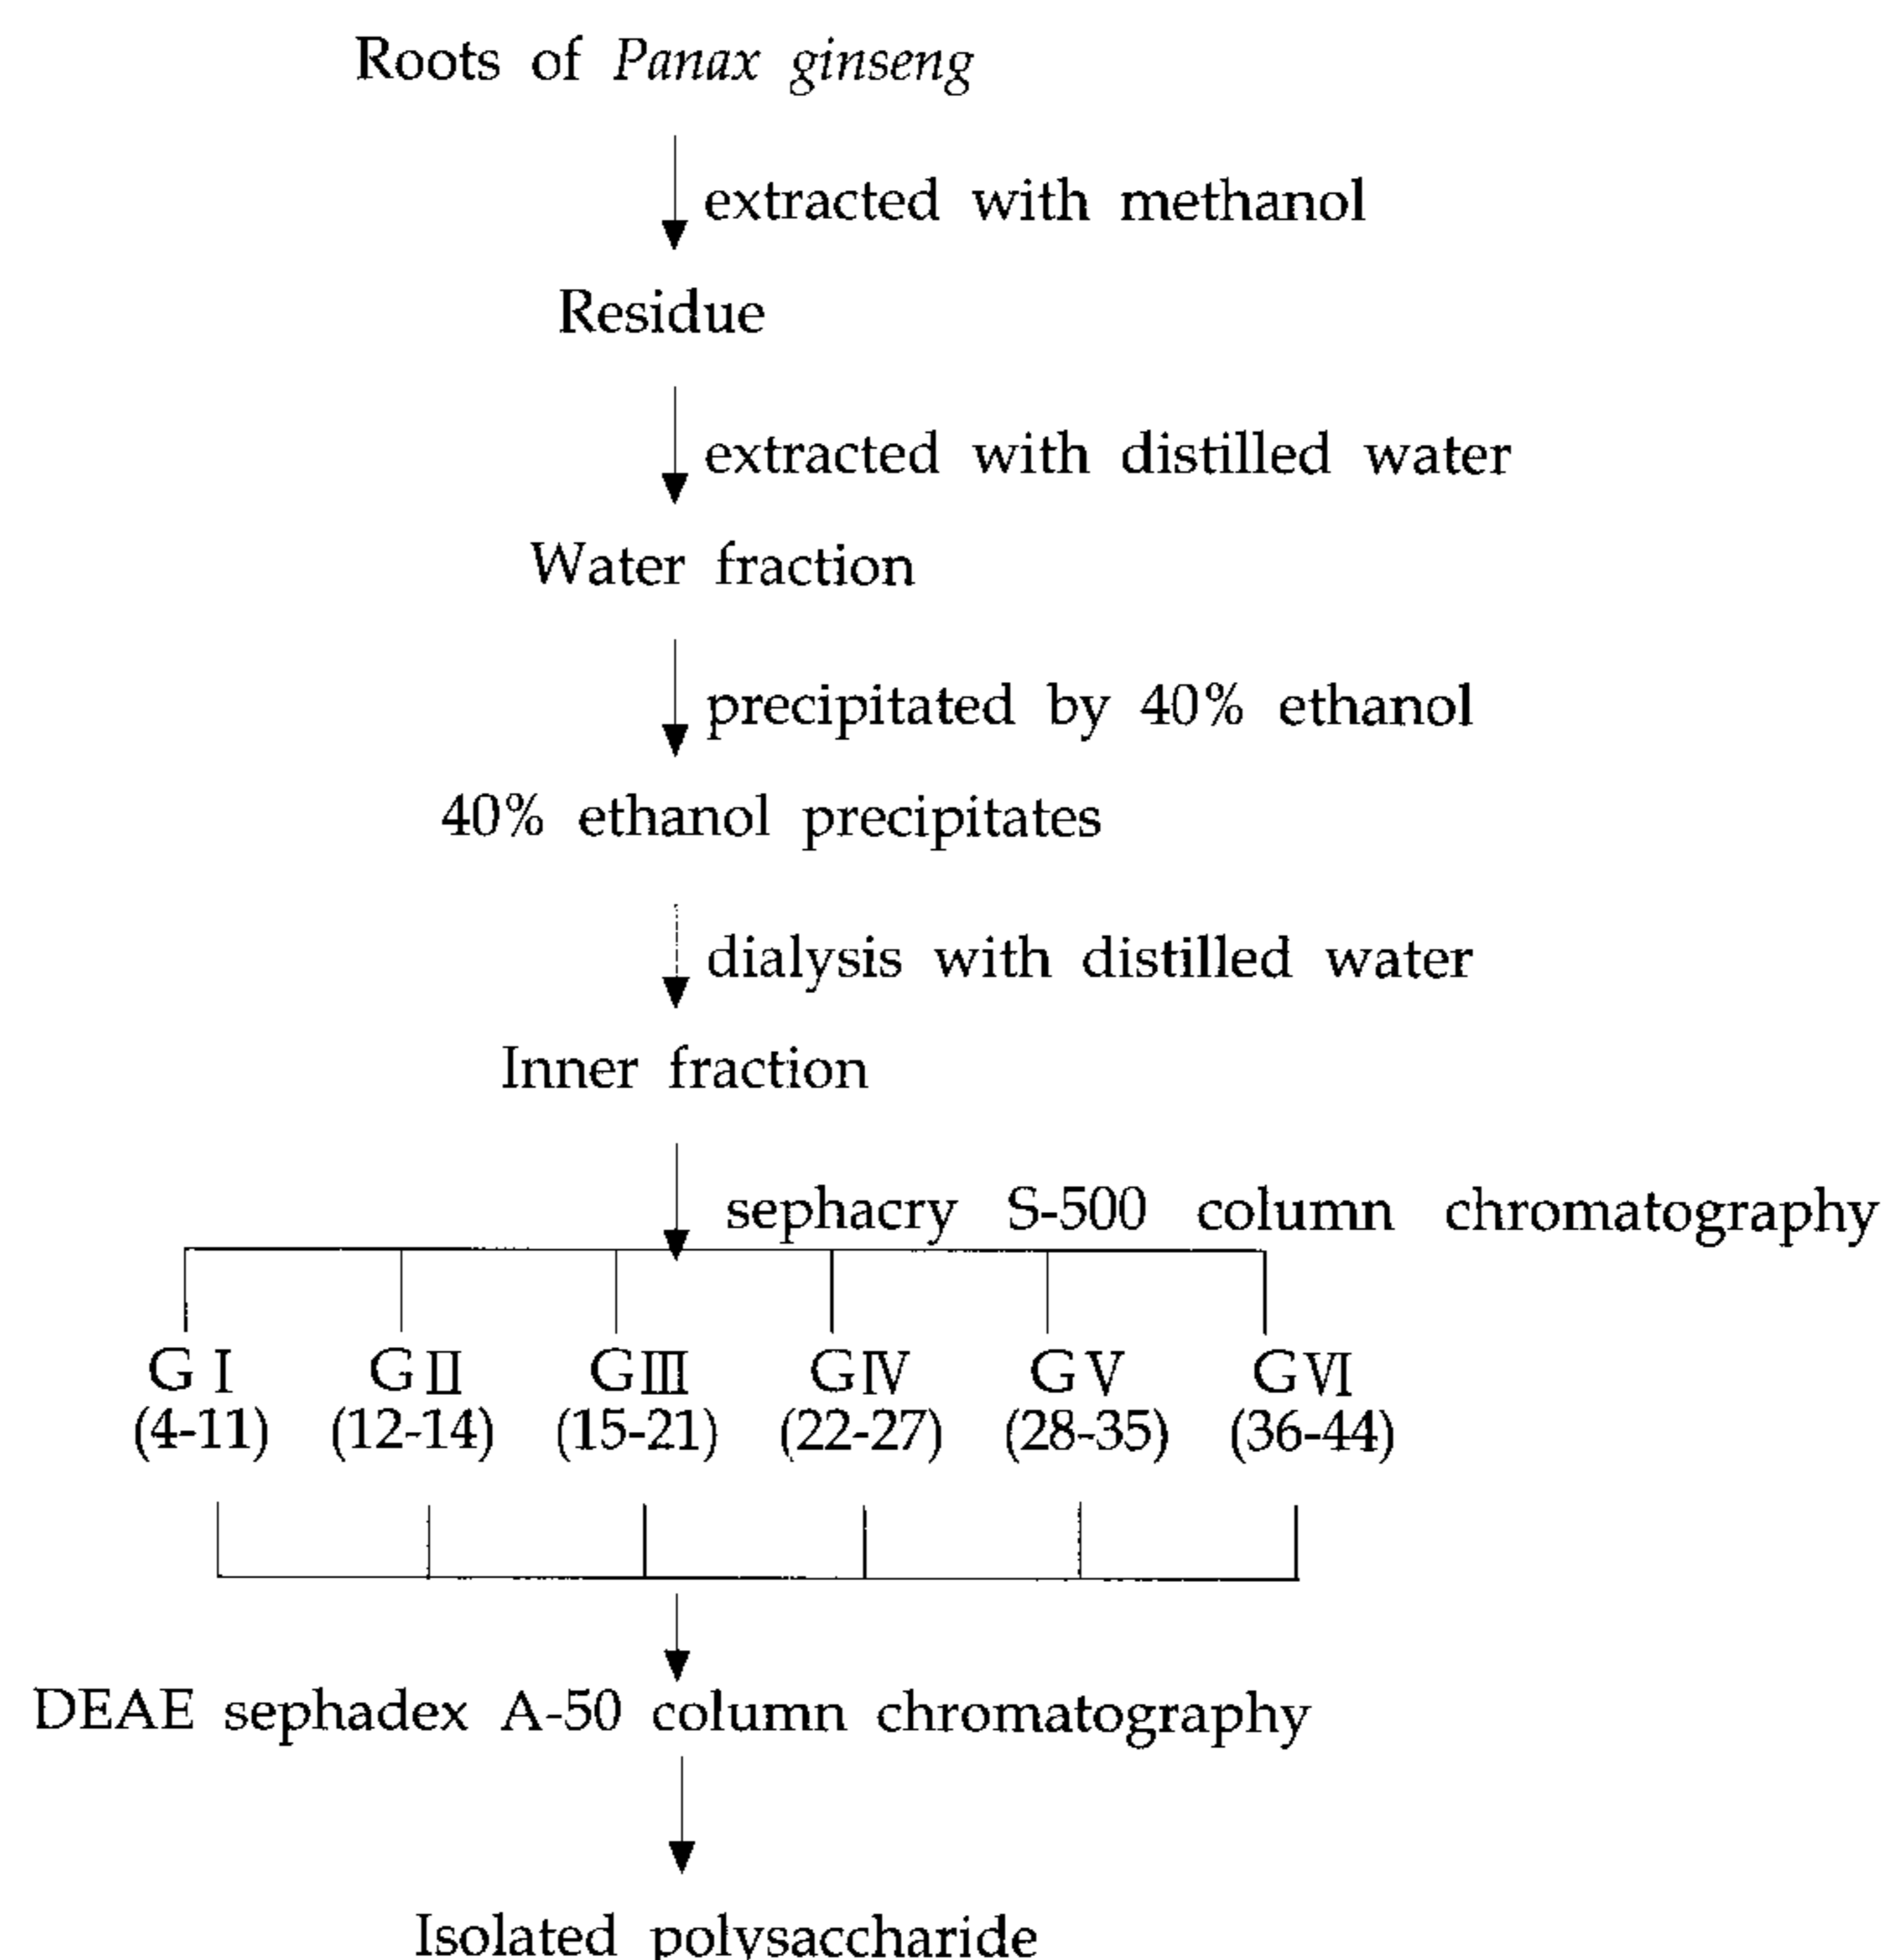 Roots of Panax ginseng
extracted with methanol
Residue
extracted with distilled water
Water fraction
precipitated by 40% ethanol
40% ethanol precipitates
dialysis with distilled water
Inner fraction
sephacry S-500 column chromatography
G I G II G III G IV G V G VI
(4-11) (12-14) (15-21) (22-27) (28-35) (36-44)
DEAE sephadex A-50 column chromatography
Isolated polysaccharide